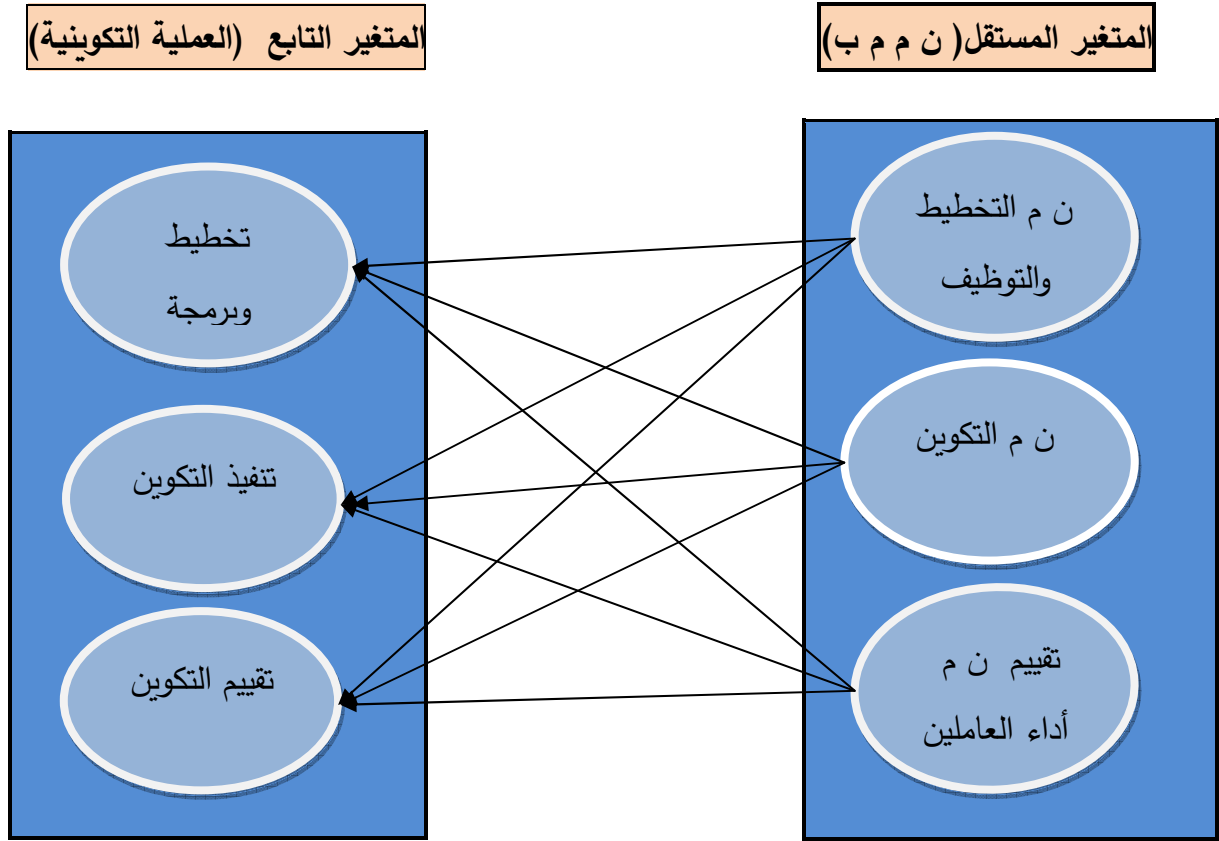 المتغير المستقل( ن م م ب)
المتغير التابع (العملية التكوينية)
ن م التخطيط
والتوظيف
ن م التكوين
تقييم ن م
أداء العاملين
تخطيط
وبرمجة
تنفيذ التكوين
تقييم التكوين